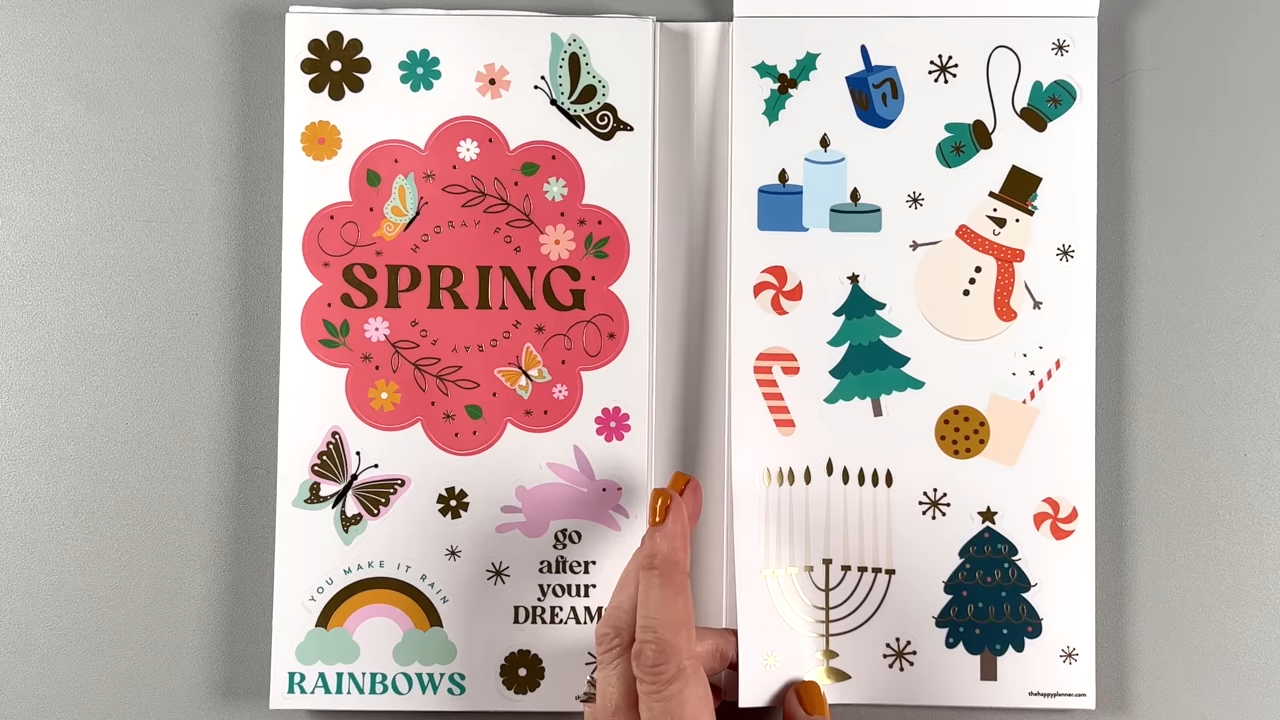 HOORAY FOR
SPRING
HOORAY FOR
YOU MAKE IT RAIN
RAINBOWS
go
after
your
DREAM
ה
ש
thehappyplanner.com